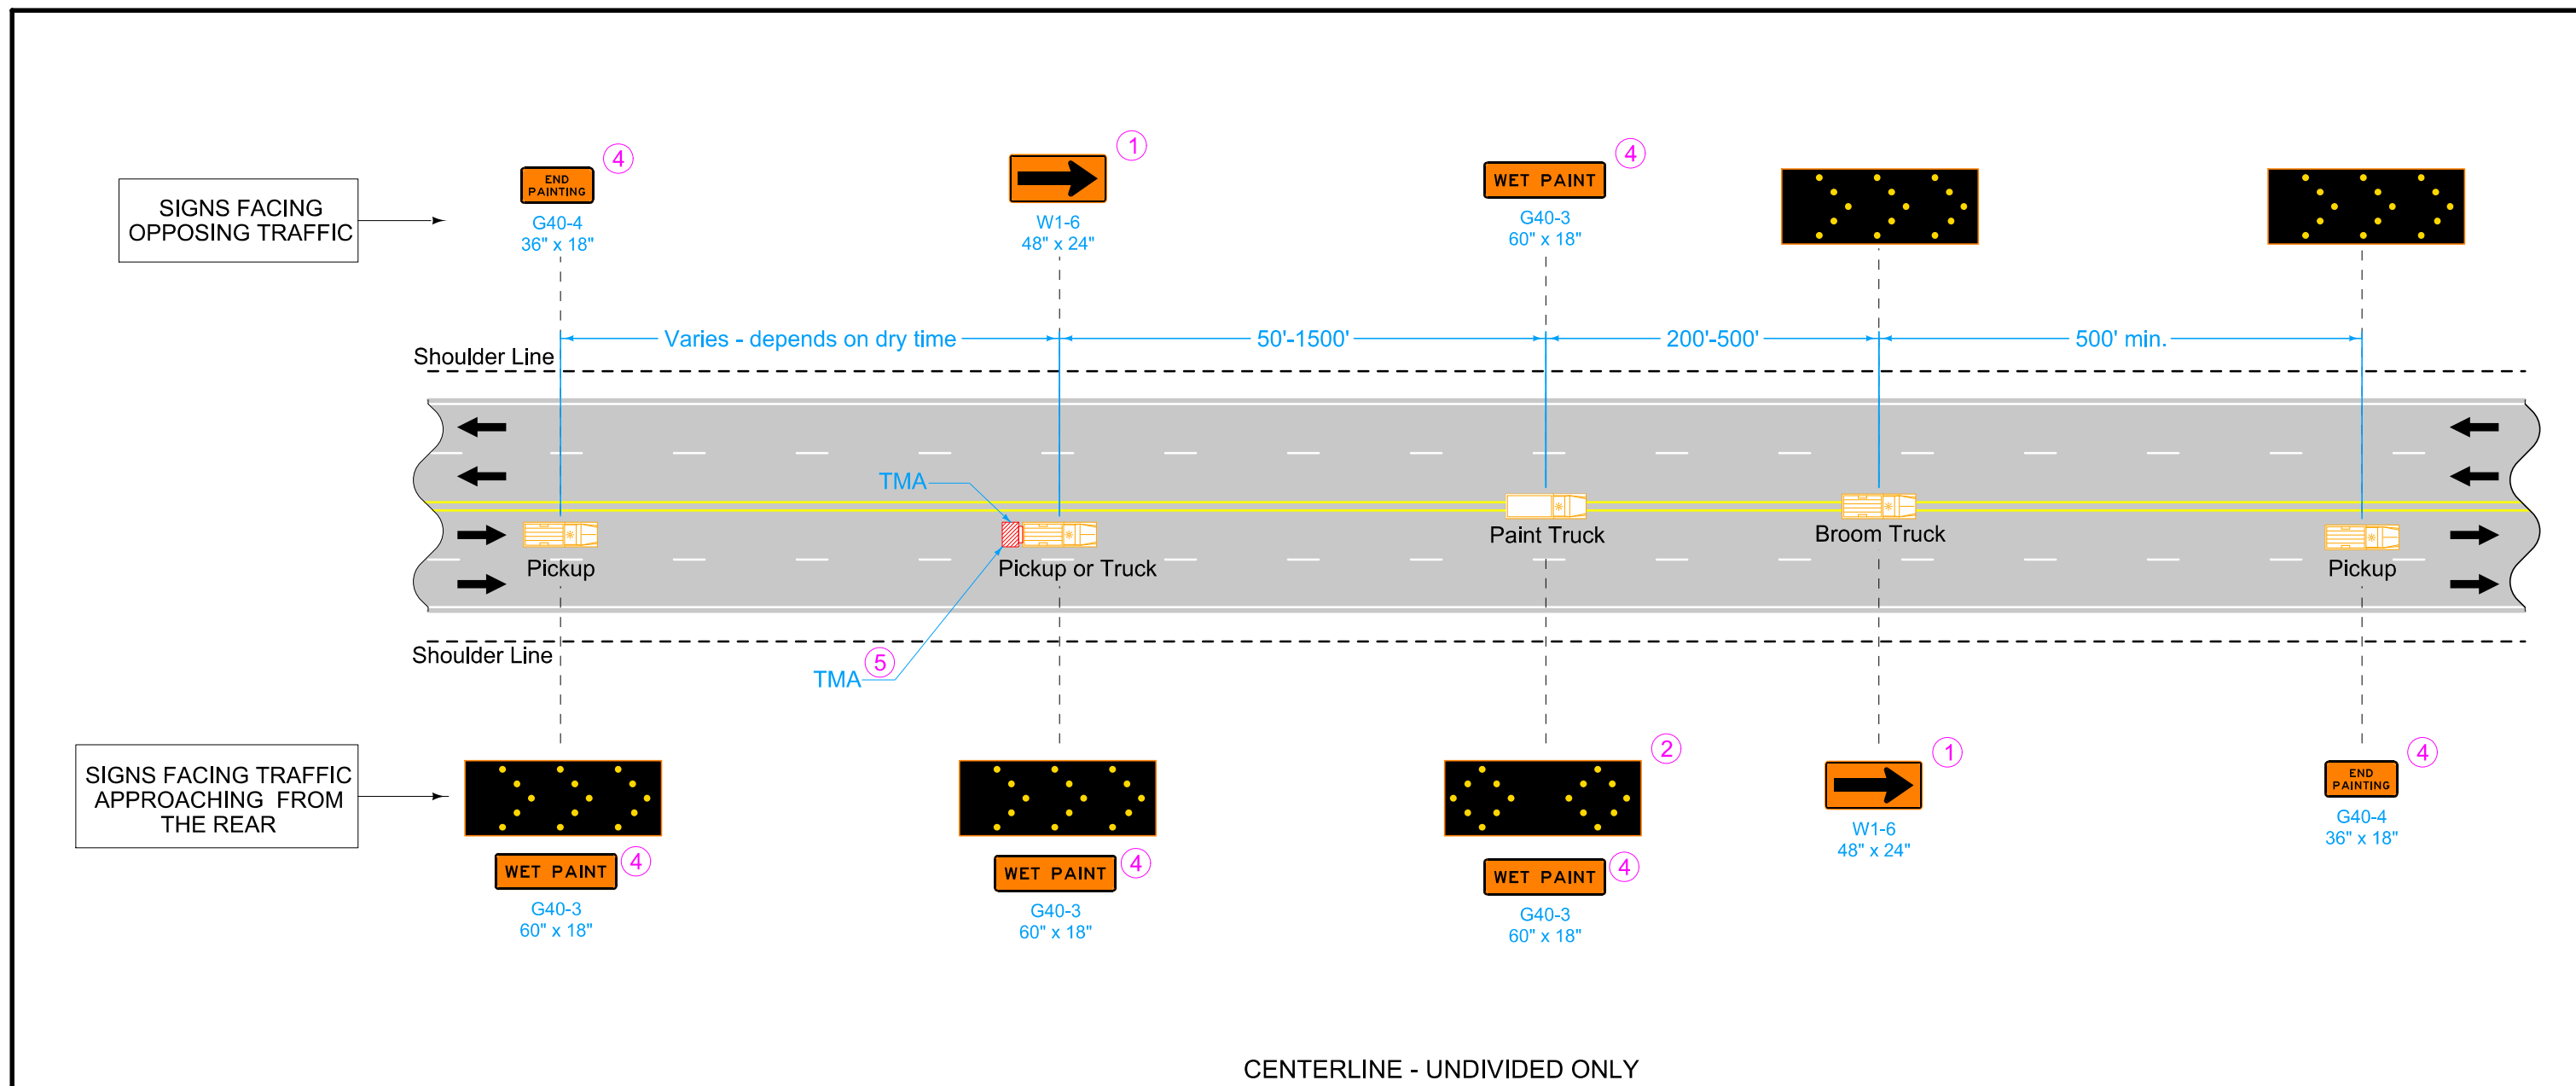 SIGNS FACING
OPPOSING TRAFFIC
END
PAINTING
4
G40-4
36" x 18"
1
W1-6
48" x 24"
WET PAINT
4
G40-3
60" x 18"
Varies - depends on dry time
50'-1500'
200'-500'
500' min.
Shoulder Line
TMA
Pickup
Pickup or Truck
Paint Truck
Broom Truck
Pickup
Shoulder Line
TMA
5
SIGNS FACING TRAFFIC
APPROACHING FROM
THE REAR
WET PAINT
4
G40-3
60" x 18"
WET PAINT
4
G40-3
60" x 18"
2
WET PAINT
4
G40-3
60" x 18"
1
W1-6
48" x 24"
END
PAINTING
4
G40-4
36" x 18"
CENTERLINE - UNDIVIDED ONLY